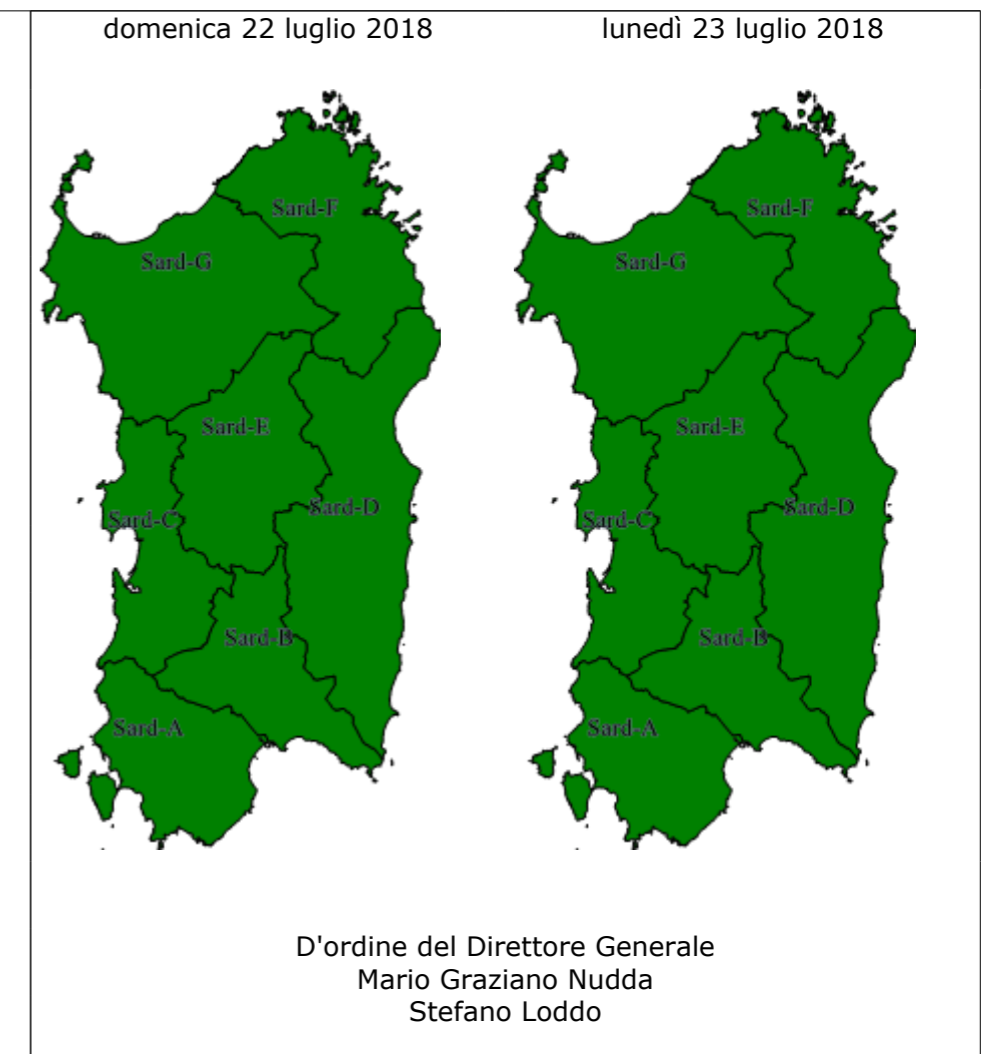 domenica 22 luglio 2018
lunedì 23 luglio 2018
Sard-F
Sard-G
Sard-E
Sard-D
Sard-C
Sard-B
Sard-A
Sard-F
Sard-G
Sard-E
Sard-D
Sard-C
Sard-B
Sard-A
D'ordine del Direttore Generale
Mario Graziano Nudda
Stefano Loddo